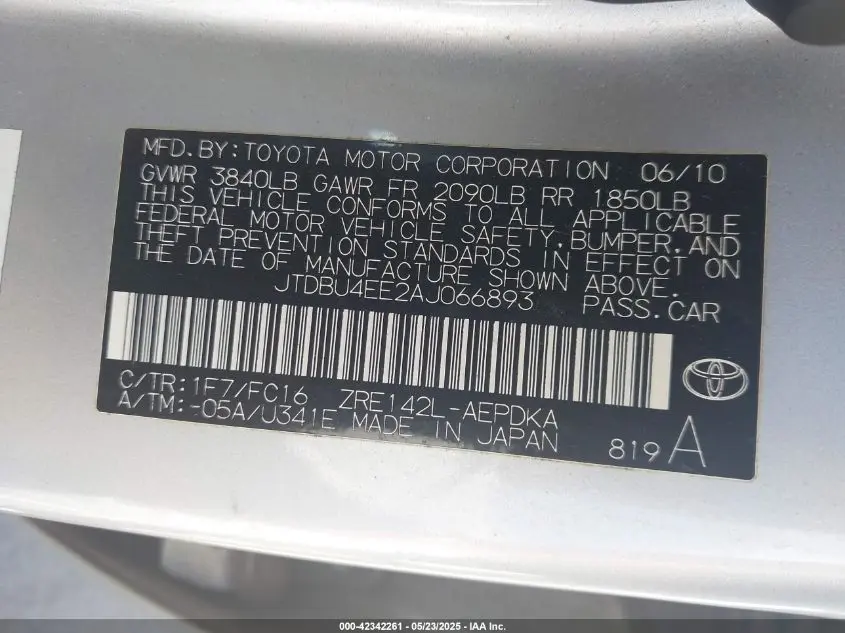 MFD.BY:TOYOTA MOTOR CORPORATION 06/10
GVWR 3840LB GAWR FR 2090LB RR 1850LB
THIS VEHICLE CONFORMS TO ALL APPLICABLE
FEDERAL MOTOR VEHICLE SAFETY.BUMPER.AND
THEFT PREVENTION STANDARDS IN EFFECT ON
THE DATE OF MANUFACTURE SHOWN ABOVE.
JTDBU4EE2AJ066893 PASS.CAR
C/TR:1F7/FC16 ZRE142L-AEPDKA
A/TM:-05A/U341E MADE IN JAPAN 819A
000-42342261 - 05/23/2025 - IAA Inc.